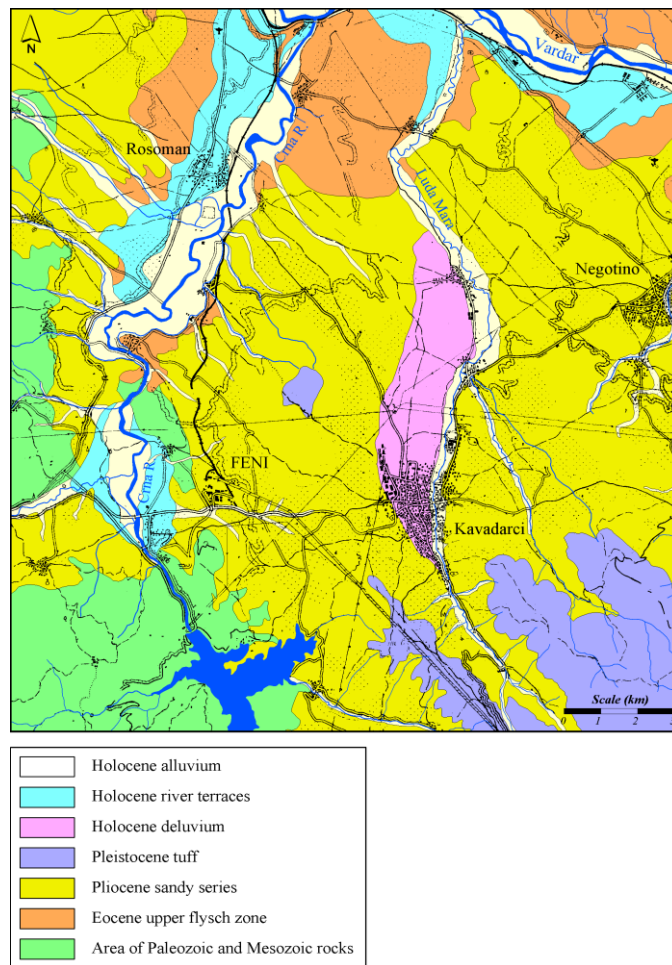 N
Vardar
Rosoman
Crna R.
Luda Mara
Negotino
FENI
Crna R.
Kavadarci
Scale (km)
0 1 2
Holocene alluvium
Holocene river terraces
Holocene deluvium
Pleistocene tuff
Pliocene sandy series
Eocene upper flysch zone
Area of Paleozoic and Mesozoic rocks